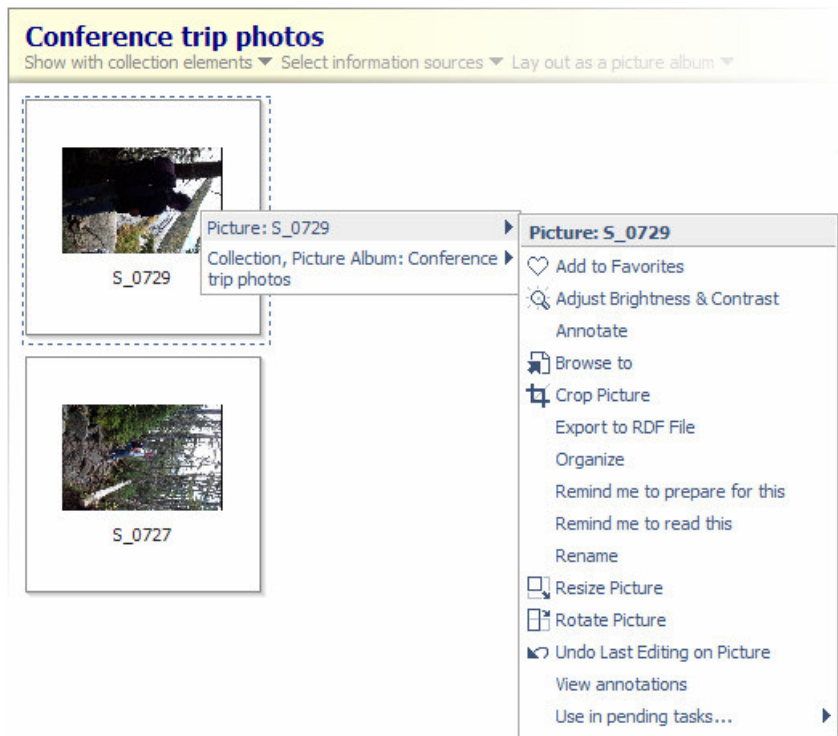 Conference trip photos
Show with collection elements Select information sources Lay out as a picture album
S_0729
Picture: S_0729
Collection, Picture Album: Conference
trip photos
Picture: S_0729
Add to Favorites
Adjust Brightness & Contrast
Annotate
Browse to
Crop Picture
Export to RDF File
Organize
Remind me to prepare for this
Remind me to read this
Rename
Resize Picture
Rotate Picture
Undo Last Editing on Picture
View annotations
Use in pending tasks...
S_0727